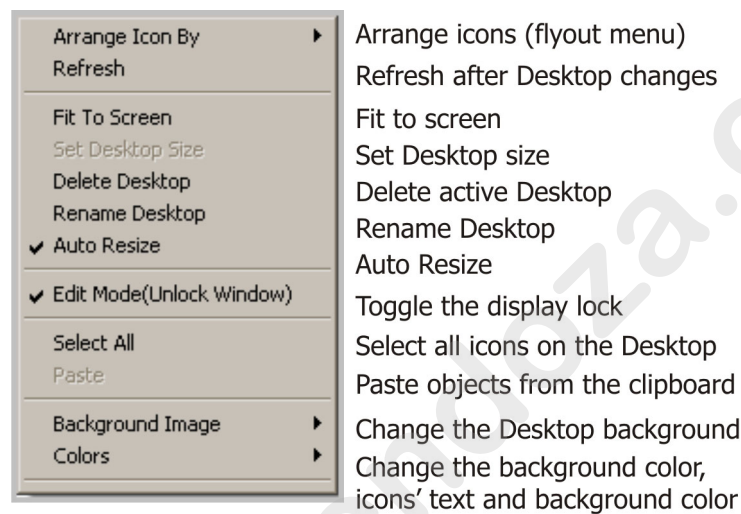 Arrange Icon By
Refresh
Fit To Screen
Set Desktop Size
Delete Desktop
Rename Desktop
Auto Resize
Edit Mode(Unlock Window)
Select All
Paste
Background Image
Colors
Arrange icons (flyout menu)
Refresh after Desktop changes
Fit to screen
Set Desktop size
Delete active Desktop
Rename Desktop
Auto Resize
Toggle the display lock
Select all icons on the Desktop
Paste objects from the clipboard
Change the Desktop background
Change the background color,
icons’ text and background color